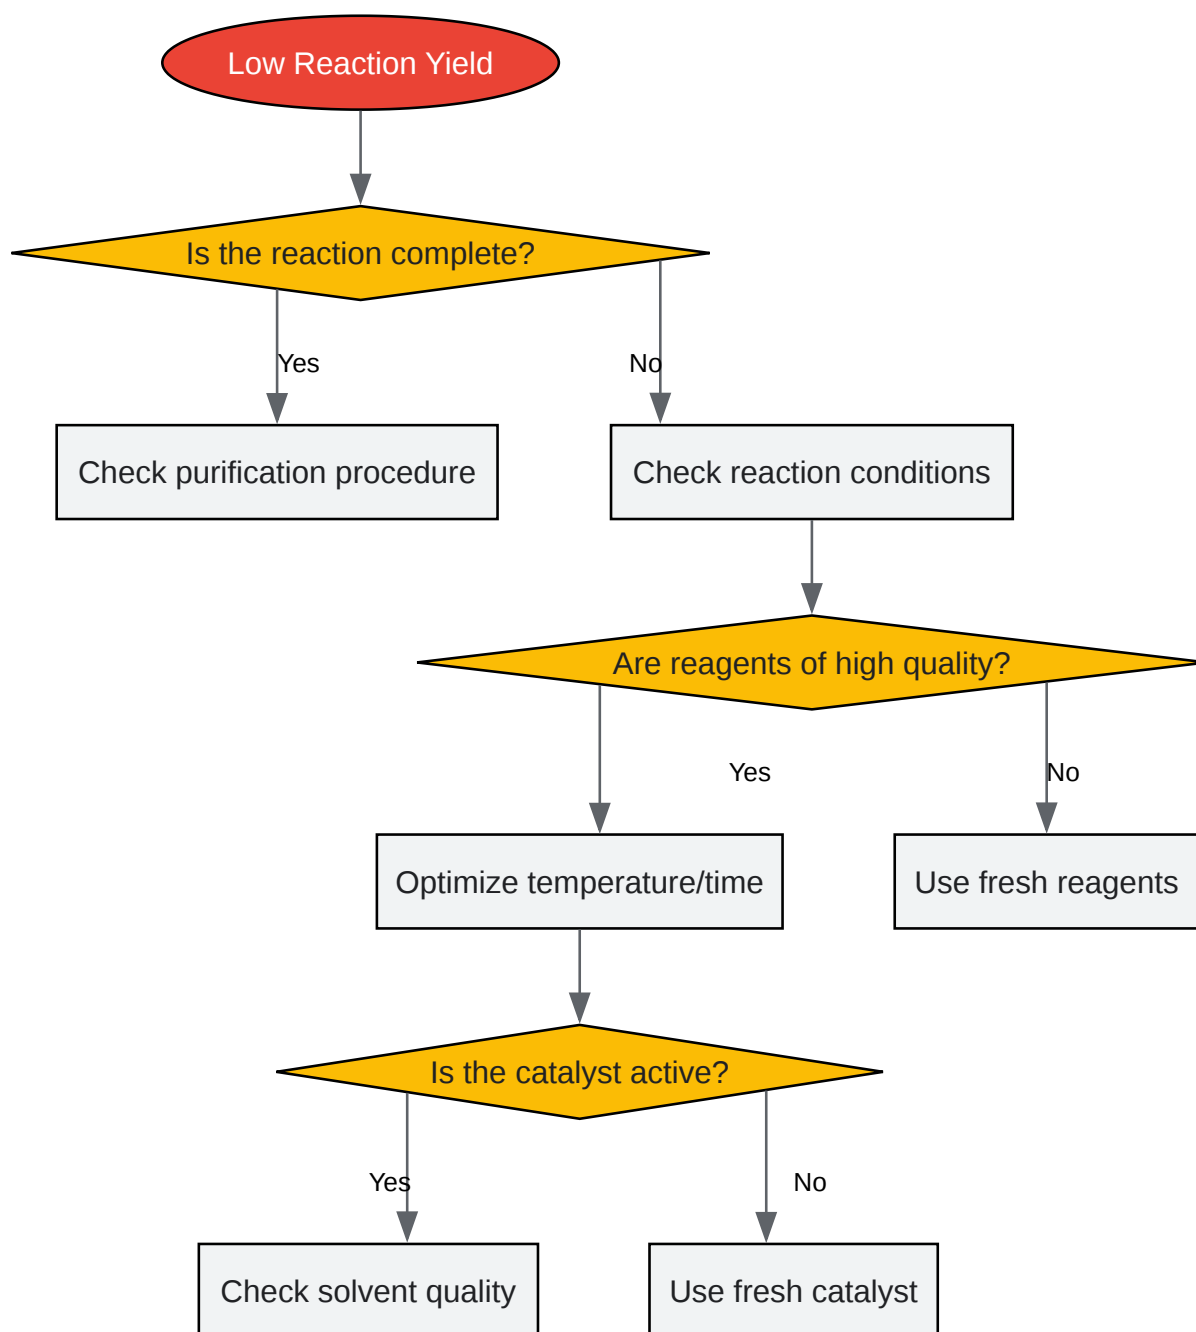 Low Reaction Yield
Is the reaction complete?
Yes
No
Check purification procedure
Check reaction conditions
Are reagents of high quality?
Yes
No
Optimize temperature/time
Use fresh reagents
Is the catalyst active?
Yes
No
Check solvent quality
Use fresh catalyst